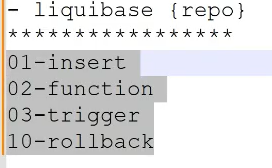 - liquibase {repo}
*****************
01-insert
02-function
03-trigger
10-rollback